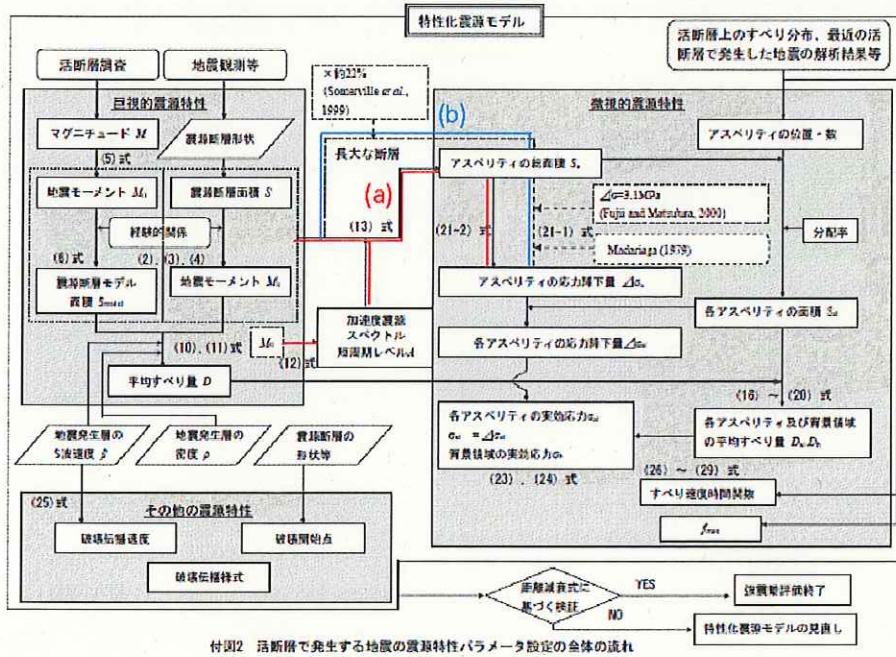 特性化震源モデル
活断層調査
地震観測等
活断層上のすべり分布、最近の活
断層で発生した地震の解析結果等
×約22%
(Somerville et al.,
1999)
巨視的震源特性
微視的震源特性
マグニチュード M
震源断層形状
(b)
アスペリティの位置・数
(5) 式
長大な断層
アスペリティの総面積 Sa
地震モーメント M0
震源断層面積 S
(a)
Δσ=3.1MPa
(Fujii and Matsu'ura, 2000)
経験的関係
(13) 式
(21-2)
(21-1) 式
分配率
(6) 式
(2)、(3)、(4)
Madariaga (1979)
震源断層モデル
面積 Smodel
地震モーメント M0
アスペリティの応力降下量 Δσa
各アスペリティの面積 Sai
加速度震源
スペクトル
短周期レベルA
M0
(10)、(11) 式
(12) 式
各アスペリティの応力降下量Δσai
平均すべり量 D
(16) ~ (20) 式
各アスペリティの実効応力σai
σai =Δσai
背景領域の実効応力σb
各アスペリティ及び背景領域
の平均すべり量 Da,Db
地震発生層の
S波速度 β
地震発生層の
密度 ρ
震源断層の
形状等
(23)、(24) 式
(26) ~ (29) 式
すべり速度時間関数
(25) 式
その他の震源特性
fmax
破壊伝播速度
破壊開始点
破壊伝播様式
距離減衰式に
基づく検証
YES
強震動評価終了
NO
特性化震源モデルの見直し
付図2 活断層で発生する地震の震源特性パラメータ設定の全体の流れ